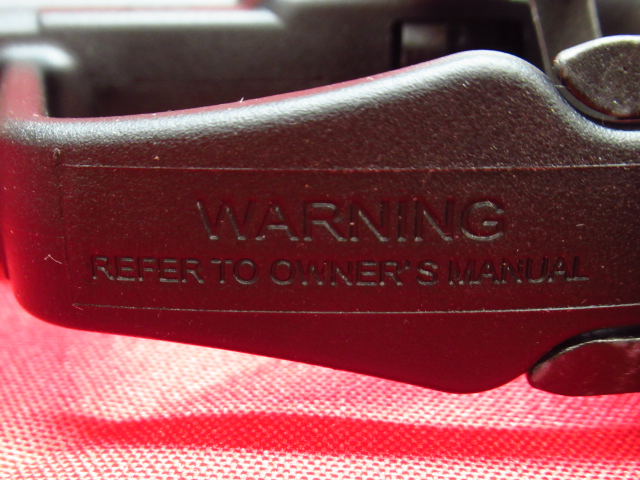 WARNING
REFER TO OWNER'S MANUAL